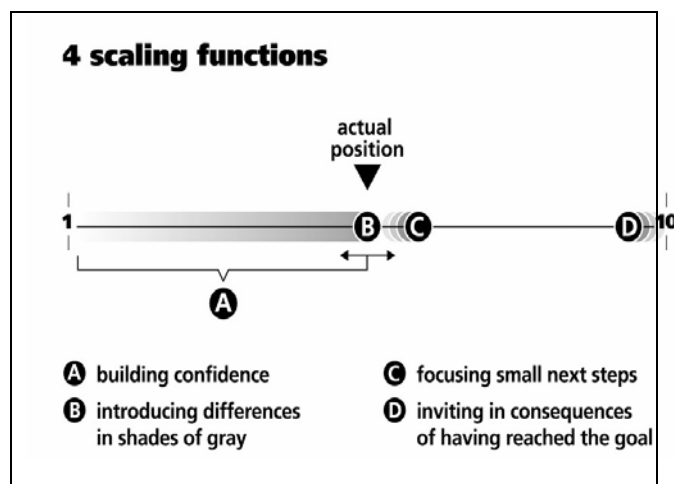 4 scaling functions
actual
position
1
B
C
D
10
A
A building confidence
B introducing differences
in shades of gray
C focusing small next steps
D inviting in consequences
of having reached the goal